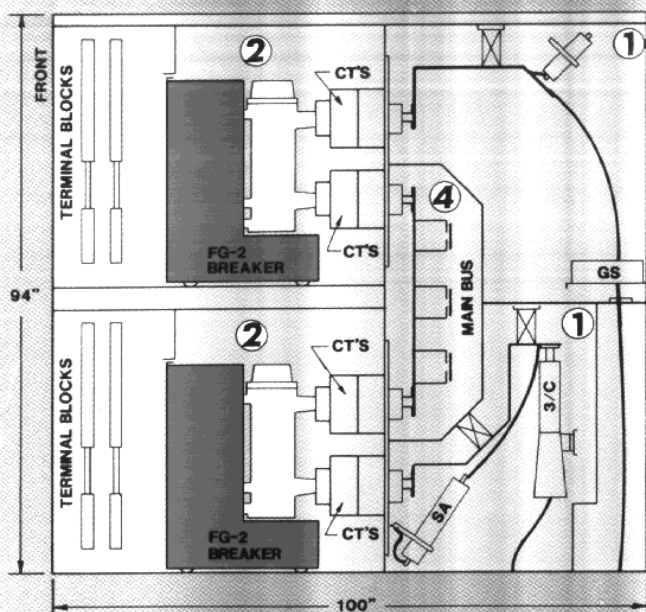 FRONT
TERMINAL BLOCKS
2
CT'S
1
FG-2
BREAKER
CT'S
4
MAIN BUS
GS
94"
TERMINAL BLOCKS
2
CT'S
1
3/C
SA
FG-2
BREAKER
CT'S
100"